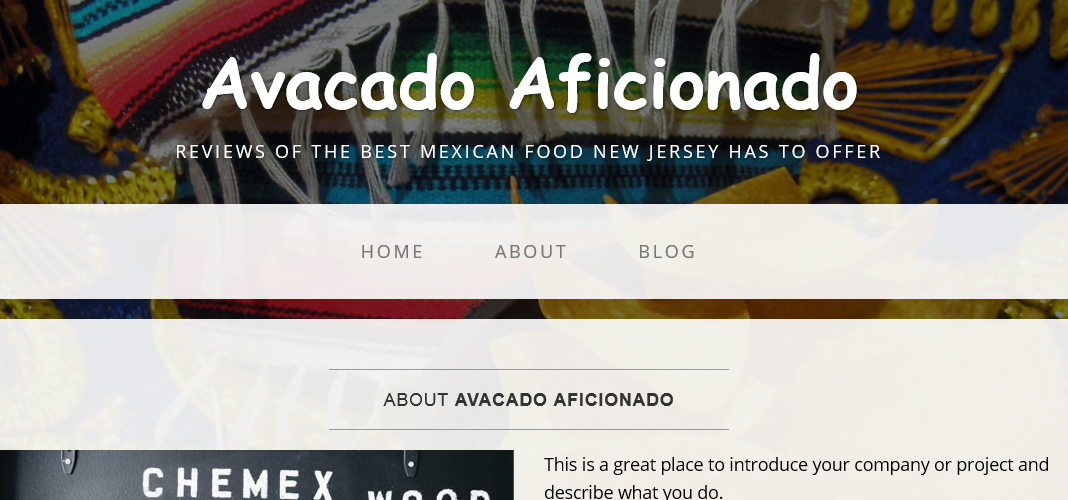 Avacado Aficionado
REVIEWS OF THE BEST MEXICAN FOOD NEW JERSEY HAS TO OFFER
HOME ABOUT BLOG
ABOUT AVACADO AFICIONADO
CHEMEX
WOOD
This is a great place to introduce your company or project and
describe what you do.